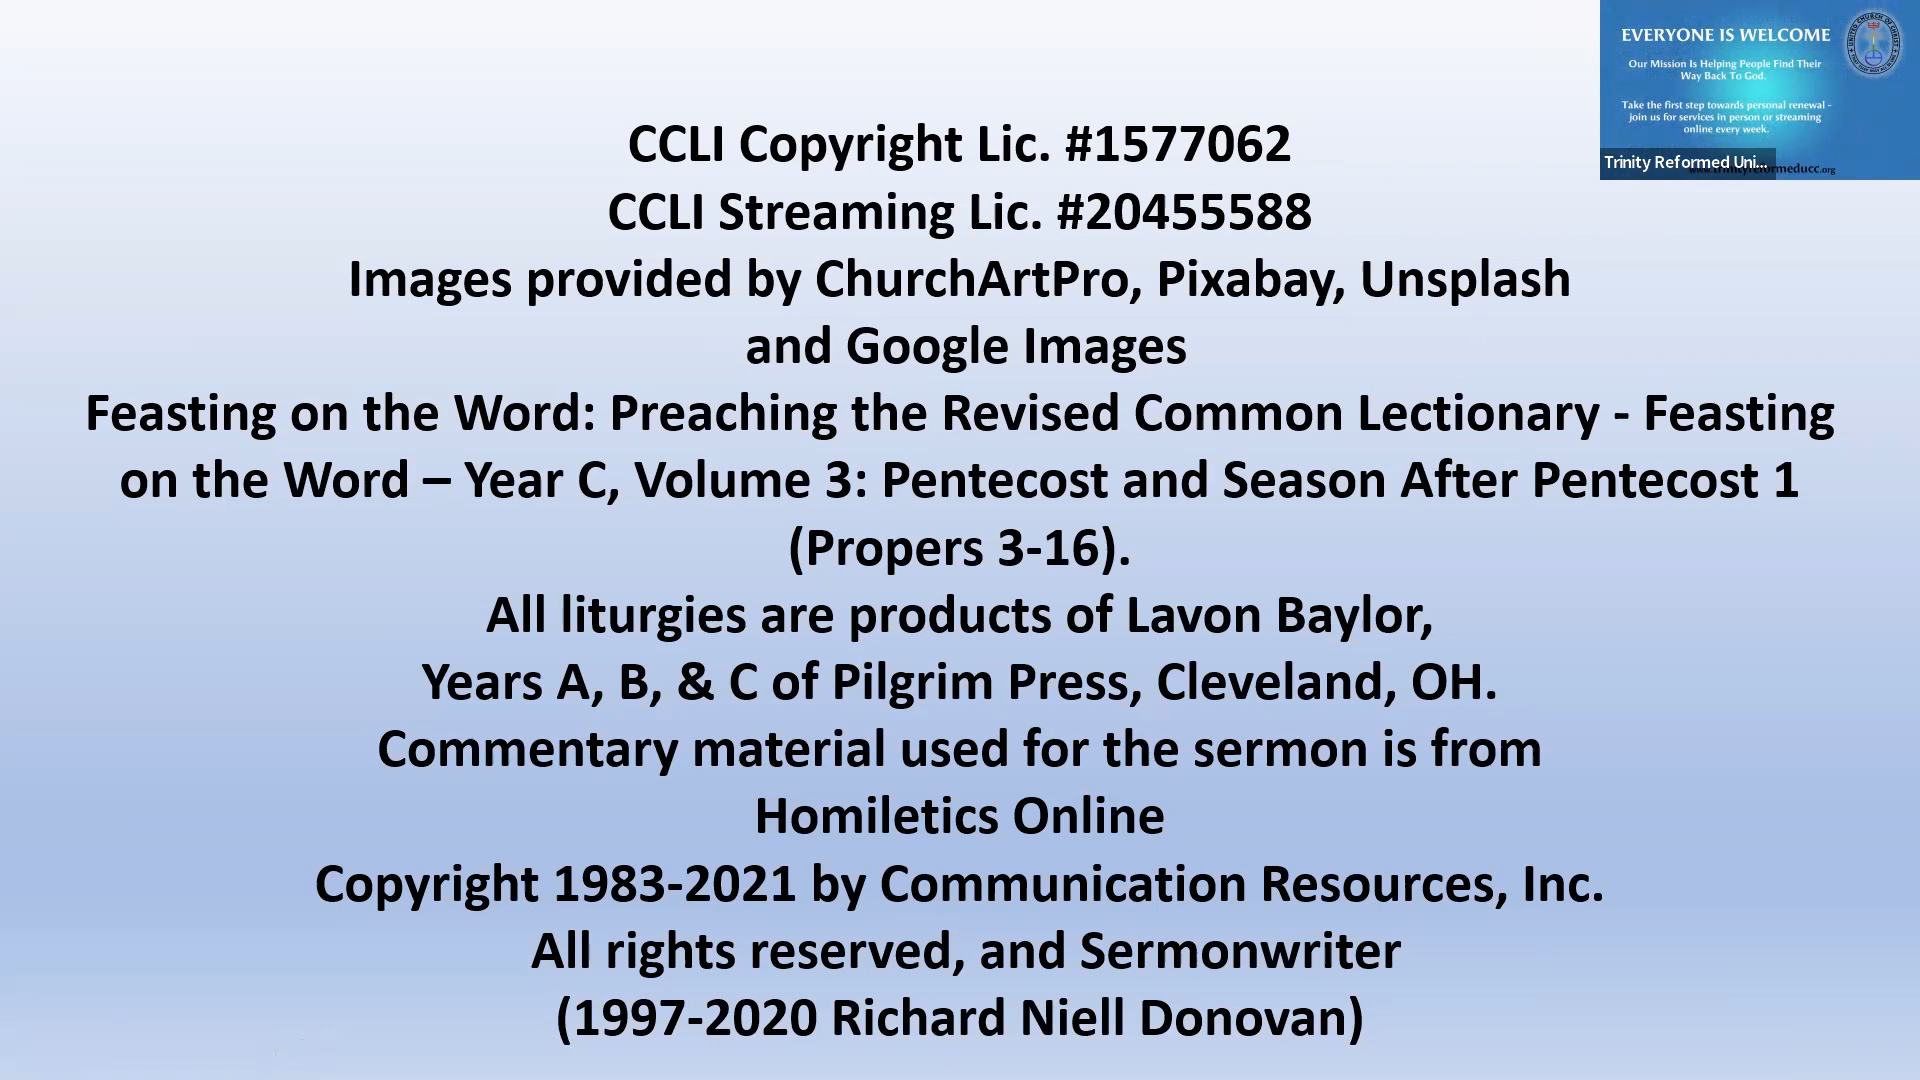 EVERYONE IS WELCOME
Our Mission Is Helping People Find Their
Way Back To God.
Take the first step towards personal renewal -
join us for services in person or streaming
online every week.
Trinity Reformed Uni...
CCLI Copyright Lic. #1577062
CCLI Streaming Lic. #20455588
Images provided by ChurchArtPro, Pixabay, Unsplash
and Google Images
Feasting on the Word: Preaching the Revised Common Lectionary - Feasting
on the Word – Year C, Volume 3: Pentecost and Season After Pentecost 1
(Propers 3-16).
All liturgies are products of Lavon Baylor,
Years A, B, & C of Pilgrim Press, Cleveland, OH.
Commentary material used for the sermon is from
Homiletics Online
Copyright 1983-2021 by Communication Resources, Inc.
All rights reserved, and Sermonwriter
(1997-2020 Richard Niell Donovan)